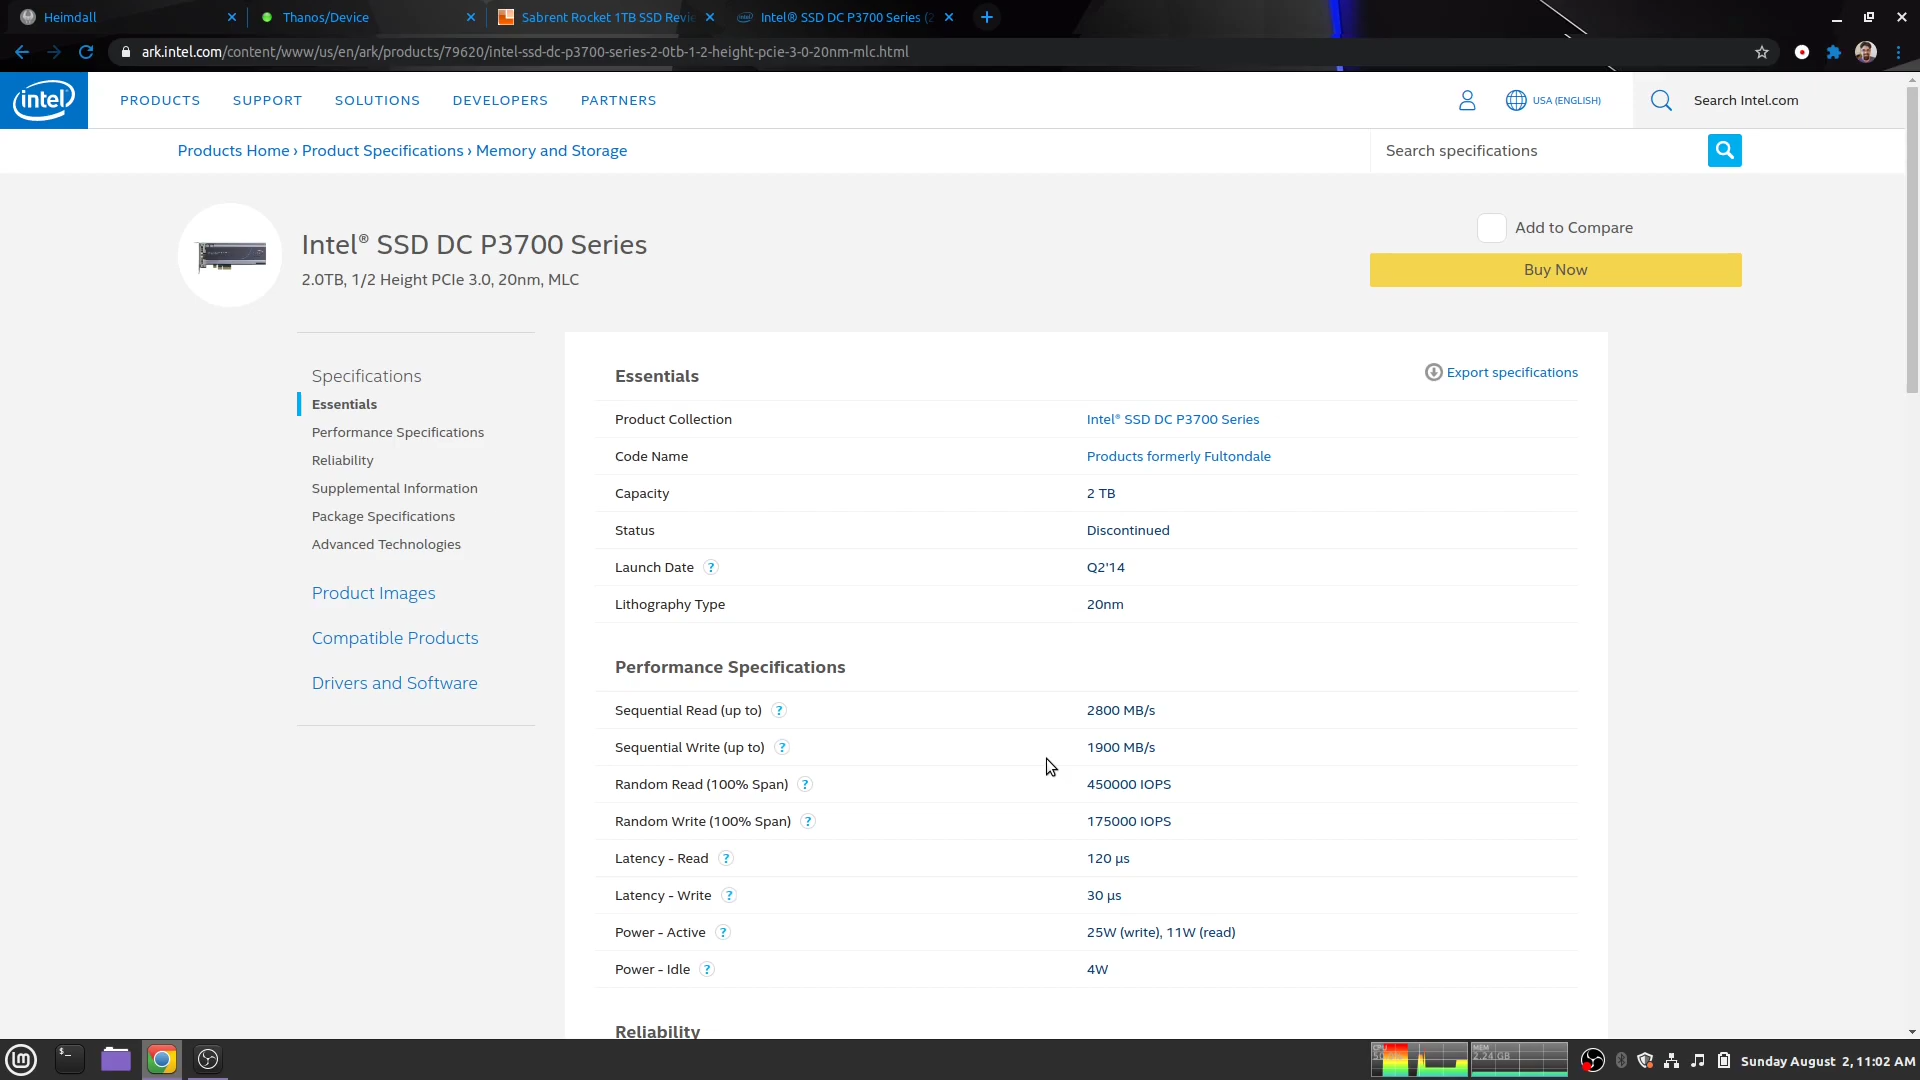 Heimdall
Thanos/Device
Sabrent Rocket 1TB SSD Revie
Intel® SSD DC P3700 Series (2
ark.intel.com/content/www/us/en/ark/products/79620/intel-ssd-dc-p3700-series-2-0tb-1-2-height-pcie-3-0-20nm-mlc.html
intel
PRODUCTS
SUPPORT
SOLUTIONS
DEVELOPERS
PARTNERS
USA (ENGLISH)
Search Intel.com
Products Home › Product Specifications › Memory and Storage
Search specifications
Intel® SSD DC P3700 Series
2.0TB, 1/2 Height PCIe 3.0, 20nm, MLC
Add to Compare
Buy Now
Specifications
Essentials
Performance Specifications
Reliability
Supplemental Information
Package Specifications
Advanced Technologies
Product Images
Compatible Products
Drivers and Software
Essentials
Export specifications
Product Collection Intel® SSD DC P3700 Series
Code Name Products formerly Fultondale
Capacity 2 TB
Status Discontinued
Launch Date ? Q2'14
Lithography Type 20nm
Performance Specifications
Sequential Read (up to) ? 2800 MB/s
Sequential Write (up to) ? 1900 MB/s
Random Read (100% Span) ? 450000 IOPS
Random Write (100% Span) ? 175000 IOPS
Latency - Read ? 120 µs
Latency - Write ? 30 µs
Power - Active ? 25W (write), 11W (read)
Power - Idle ? 4W
Reliability
CPU
MEM
2.24 GB
Sunday August 2, 11:02 AM